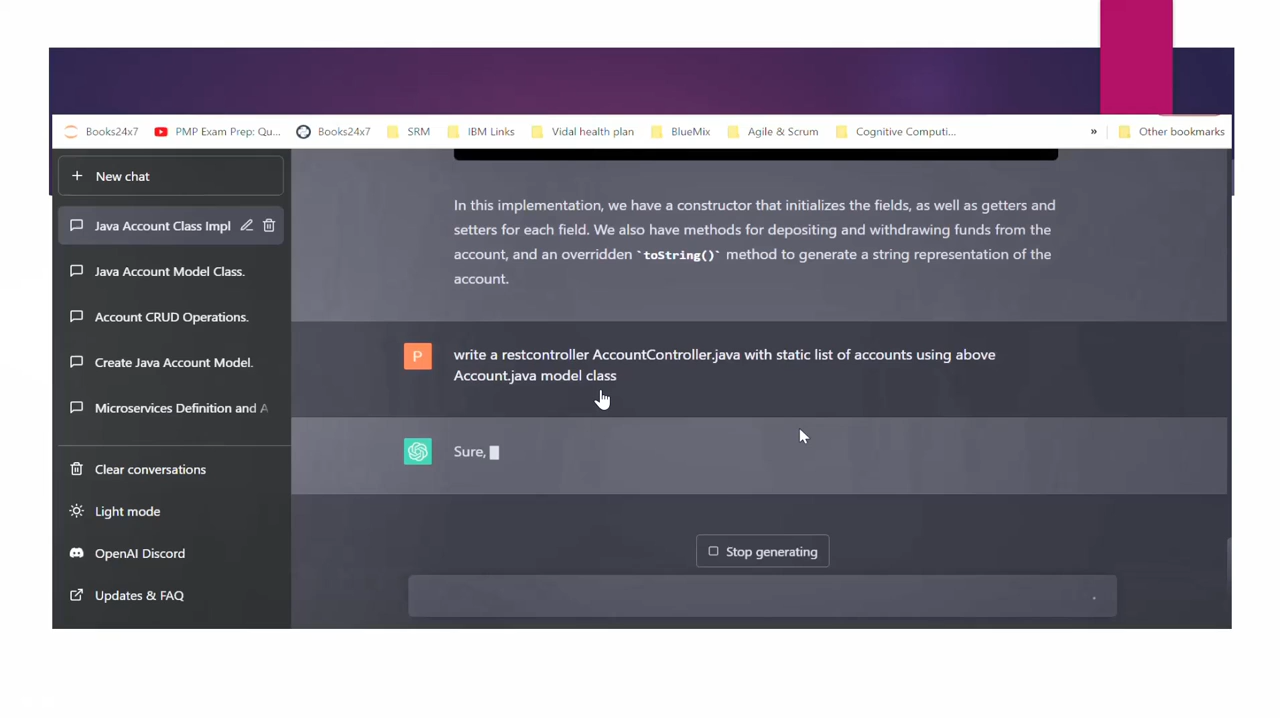 Books24x7 PMP Exam Prep: Qu... Books24x7 SRM IBM Links Vidal health plan BlueMix Agile & Scrum Cognitive Computi... » Other bookmarks
+ New chat
Java Account Class Impl
Java Account Model Class.
Account CRUD Operations.
Create Java Account Model.
Microservices Definition and A
Clear conversations
Light mode
OpenAI Discord
Updates & FAQ
In this implementation, we have a constructor that initializes the fields, as well as getters and
setters for each field. We also have methods for depositing and withdrawing funds from the
account, and an overridden `toString()` method to generate a string representation of the
account.
P
write a restcontroller AccountController.java with static list of accounts using above
Account.java model class
Sure,
Stop generating